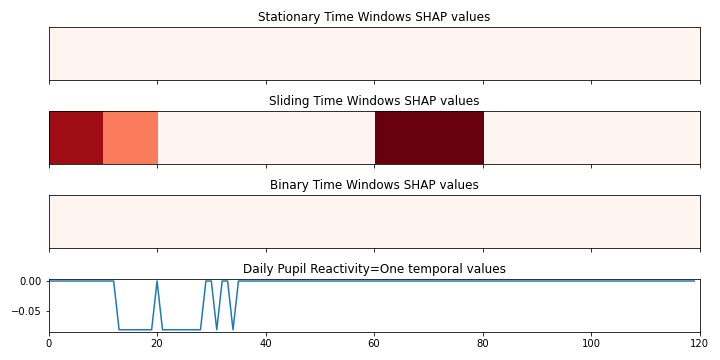 Stationary Time Windows SHAP values
Sliding Time Windows SHAP values
Binary Time Windows SHAP values
Daily Pupil Reactivity=One temporal values
0.00
−0.05
0 20 40 60 80 100 120